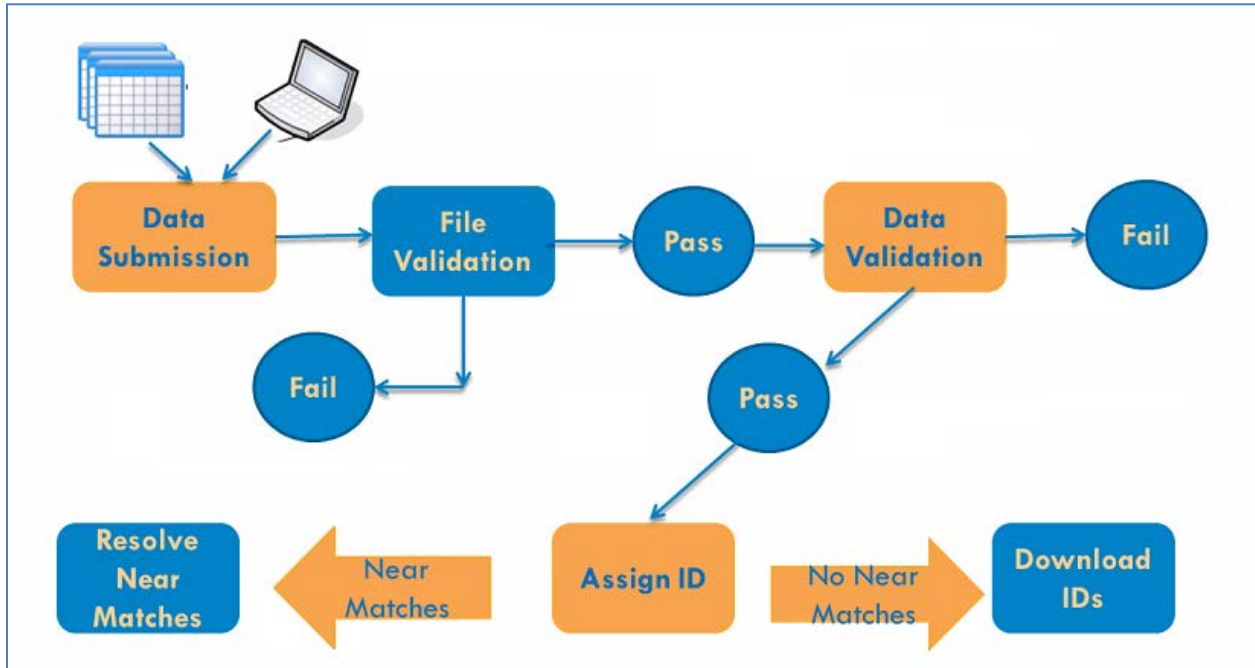 Data
Submission
File
Validation
Pass
Data
Validation
Fail
Fail
Pass
Resolve
Near
Matches
Near
Matches
Assign ID
No Near
Matches
Download
IDs